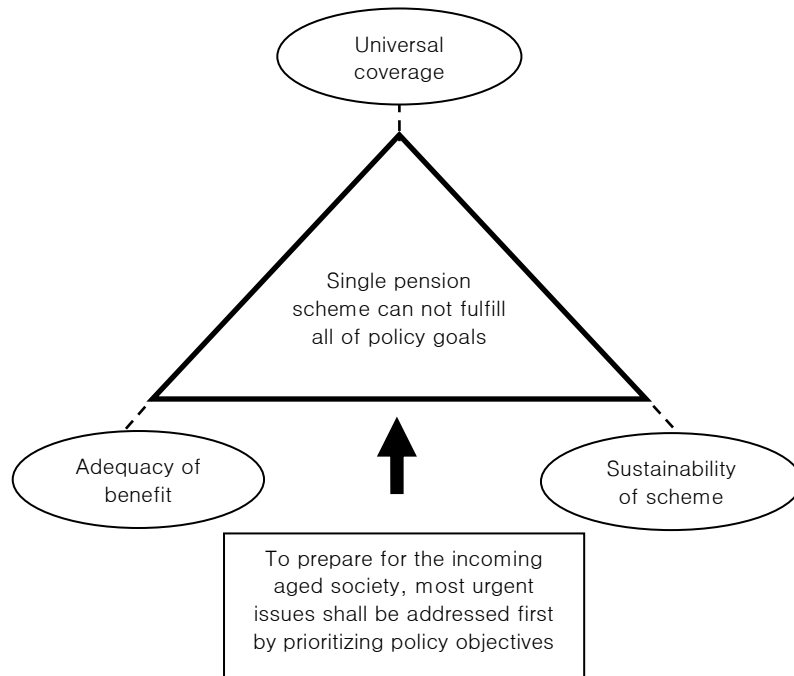 Universal
coverage
Single pension
scheme can not fulfill
all of policy goals
Adequacy of
benefit
Sustainability
of scheme
To prepare for the incoming
aged society, most urgent
issues shall be addressed first
by prioritizing policy objectives